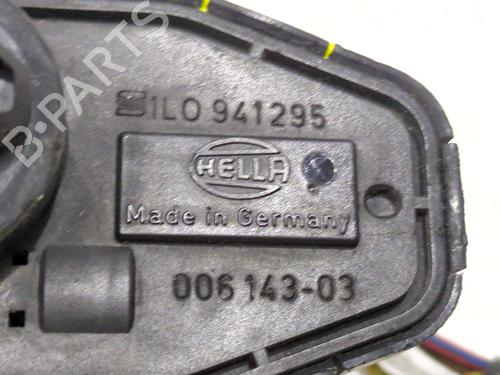 B-PARTS
1L0 941295
HELLA
Made in Germany
006 143-03